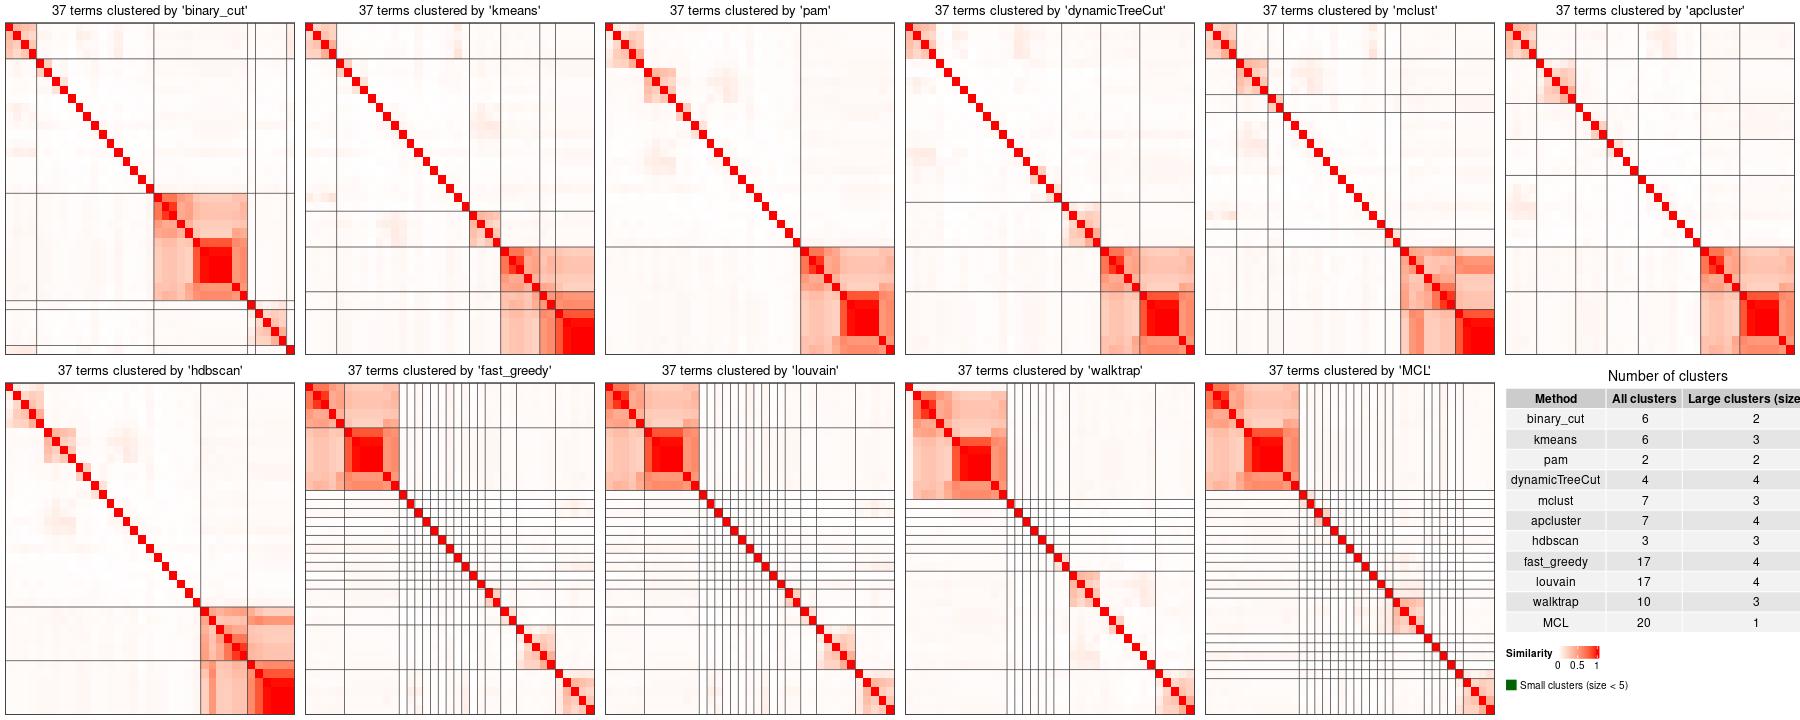 37 terms clustered by 'binary_cut'
37 terms clustered by 'kmeans'
37 terms clustered by 'pam'
37 terms clustered by 'dynamicTreeCut'
37 terms clustered by 'mclust'
37 terms clustered by 'apcluster'
37 terms clustered by 'hdbscan'
37 terms clustered by 'fast_greedy'
37 terms clustered by 'louvain'
37 terms clustered by 'walktrap'
37 terms clustered by 'MCL'
Number of clusters
Method All clusters Large clusters (size
binary_cut 6 2
kmeans 6 3
pam 2 2
dynamicTreeCut 4 4
mclust 7 3
apcluster 7 4
hdbscan 3 3
fast_greedy 17 4
louvain 17 4
walktrap 10 3
MCL 20 1
Similarity
0 0.5 1
Small clusters (size < 5)